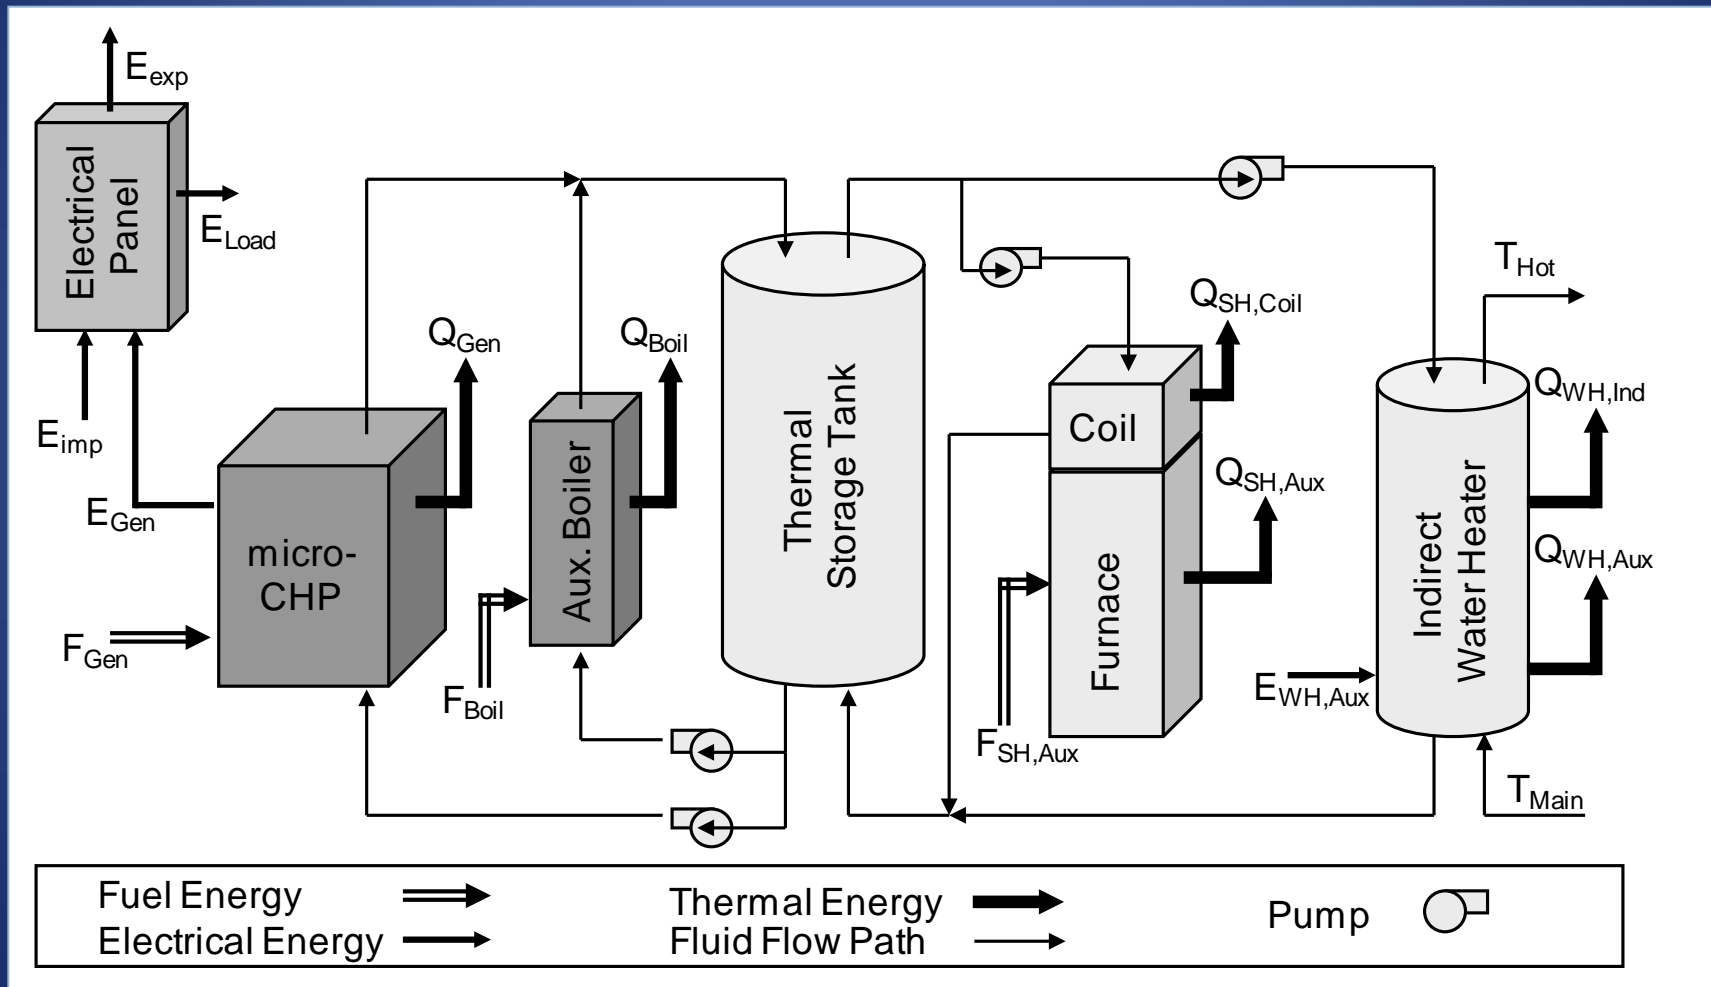 E_exp
Electrical
Panel
E_Load
E_imp
E_Gen
F_Gen
micro-
CHP
Q_Gen
Aux. Boiler
Q_Boil
F_Boil
Thermal
Storage Tank
Coil
Furnace
Q_SH,Coil
Q_SH,Aux
F_SH,Aux
T_Hot
Indirect
Water Heater
Q_WH,Ind
Q_WH,Aux
E_WH,Aux
T_Main
Fuel Energy
Electrical Energy
Thermal Energy
Fluid Flow Path
Pump